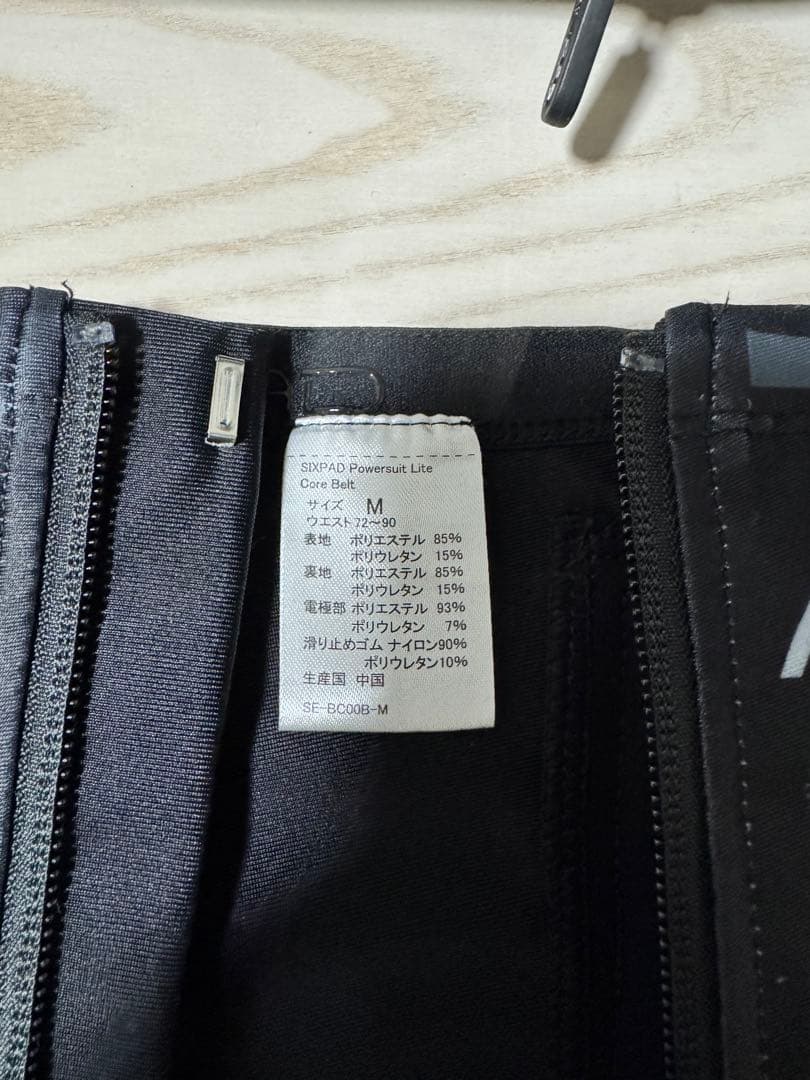 SIXPAD Powersuit Lite
Core Belt
サイズ M
ウエスト72〜90
表地 ポリエステル 85%
ポリウレタン 15%
裏地 ポリエステル 85%
ポリウレタン 15%
電極部 ポリエステル 93%
ポリウレタン 7%
滑り止めゴム ナイロン90%
ポリウレタン10%
生産国 中国
SE-BC00B-M